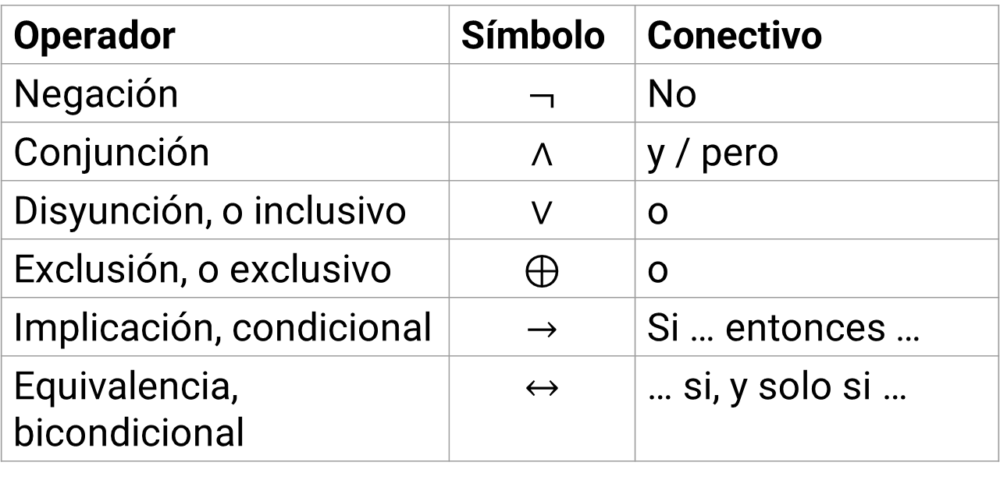 Operador Símbolo Conectivo
Negación ¬ No
Conjunción ∧ y / pero
Disyunción, o inclusivo ∨ o
Exclusión, o exclusivo ⊕ o
Implicación, condicional → Si … entonces …
Equivalencia, ↔ … si, y solo si …
bicondicional